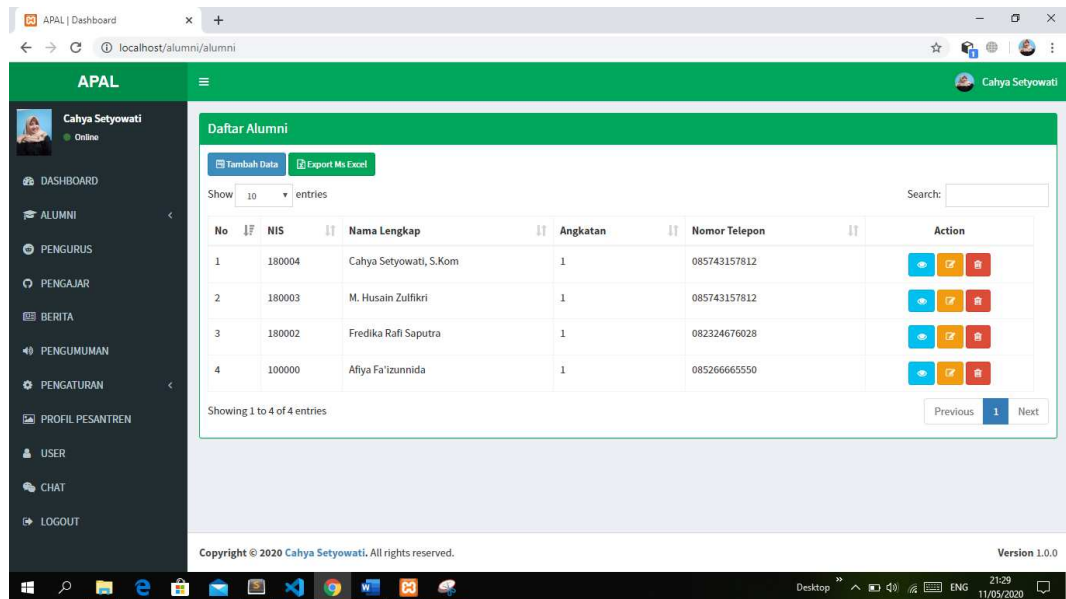 APAL | Dashboard
localhost/alumni/alumni
APAL
Cahya Setyowati
Cahya Setyowati
Online
DASHBOARD
ALUMNI
PENGURUS
PENGAJAR
BERITA
PENGUMUMAN
PENGATURAN
PROFIL PESANTREN
USER
CHAT
LOGOUT
Daftar Alumni
Tambah Data Export Ms Excel
Show 10 entries Search:
No NIS Nama Lengkap Angkatan Nomor Telepon Action
1 180004 Cahya Setyowati, S.Kom 1 085743157812
2 180003 M. Husain Zulfikri 1 085743157812
3 180002 Fredika Rafi Saputra 1 082324676028
4 100000 Afiya Fa'izunnida 1 085266665550
Showing 1 to 4 of 4 entries Previous 1 Next
Copyright © 2020 Cahya Setyowati. All rights reserved. Version 1.0.0
Desktop ENG 21:29
11/05/2020